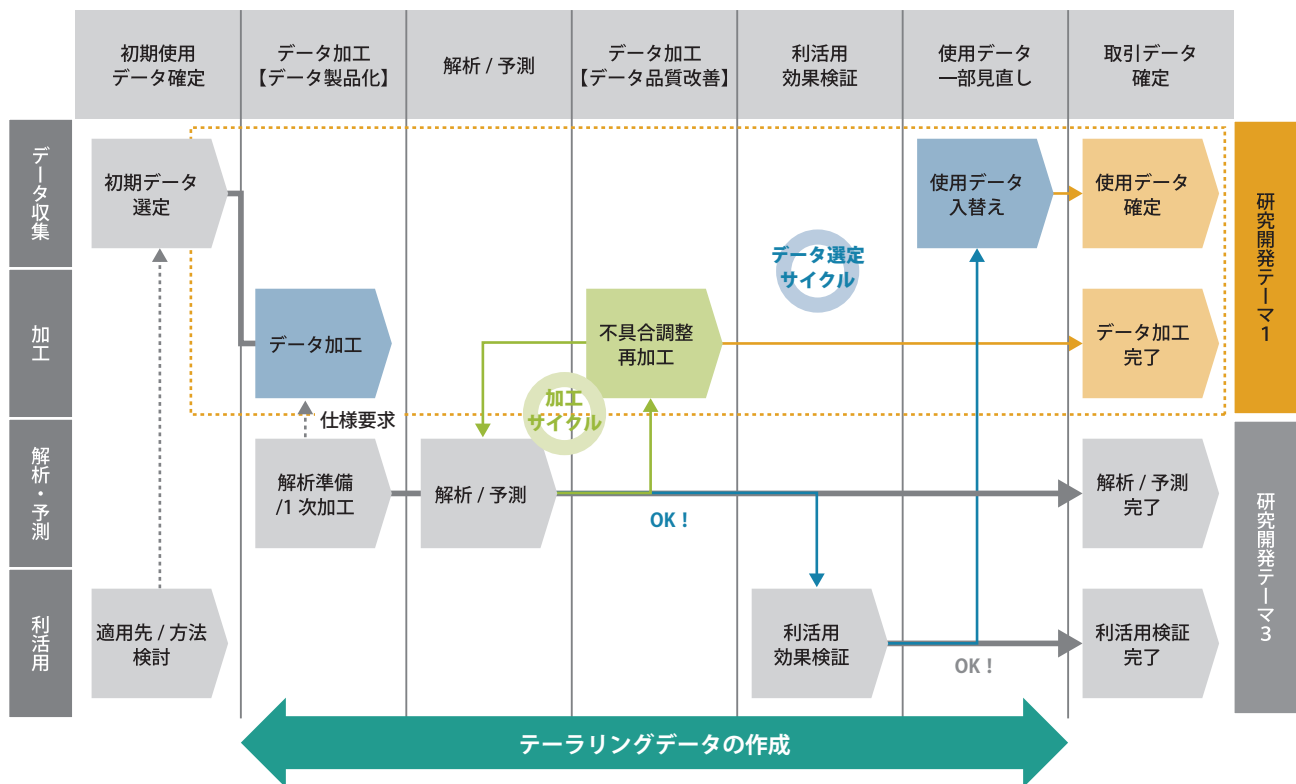 初期使用
データ確定
データ加工
【データ製品化】
解析 / 予測
データ加工
【データ品質改善】
利活用
効果検証
使用データ
一部見直し
取引データ
確定
データ収集
初期データ
選定
使用データ
入替え
使用データ
確定
研究開発テーマ1
データ選定
サイクル
加工
データ加工
不具合調整
再加工
データ加工
完了
加工
サイクル
仕様要求
解析・予測
解析準備
/1 次加工
解析 / 予測
OK !
解析 / 予測
完了
研究開発テーマ3
利活用
適用先 / 方法
検討
利活用
効果検証
OK !
利活用検証
完了
テーラリングデータの作成